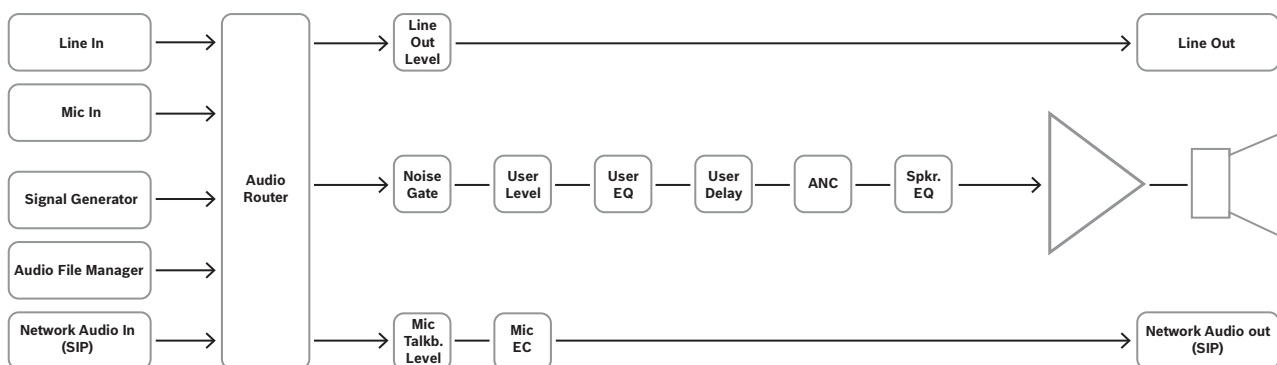 Line In
Mic In
Signal Generator
Audio File Manager
Network Audio In
(SIP)
Audio
Router
Line
Out
Level
Line Out
Noise
Gate
User
Level
User
EQ
User
Delay
ANC
Spkr.
EQ
Mic
Talkb.
Level
Mic
EC
Network Audio out
(SIP)